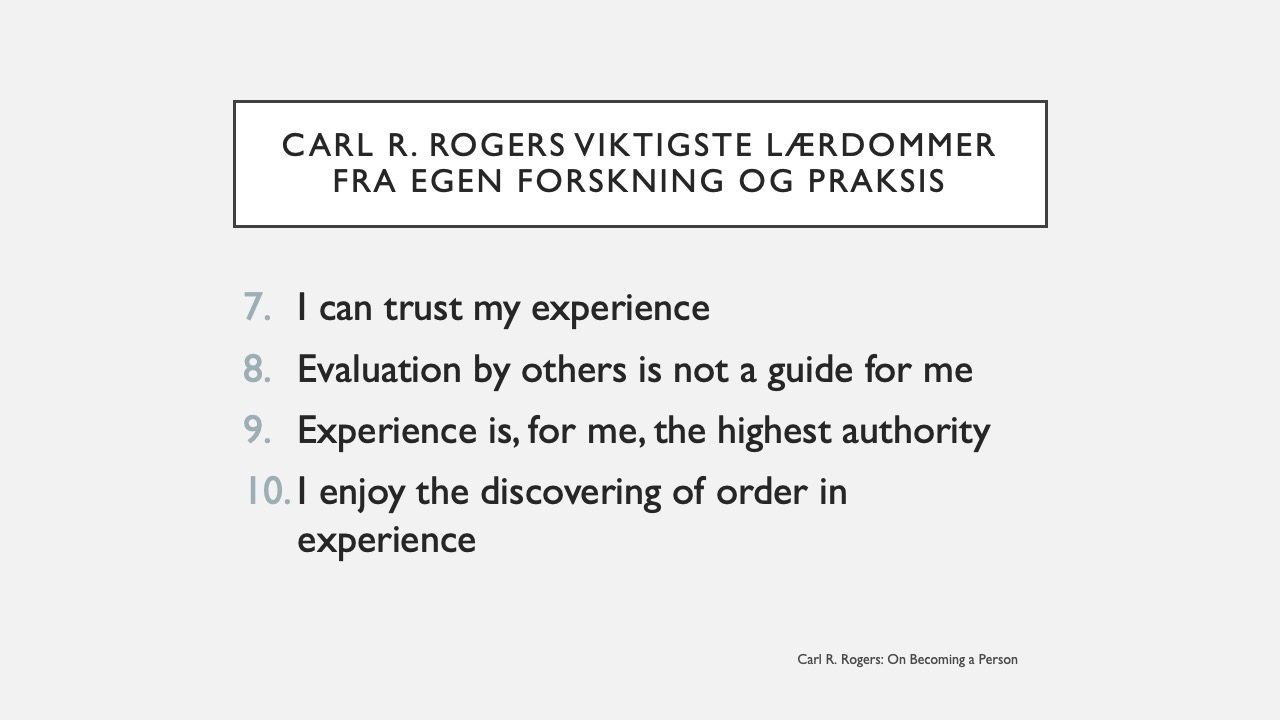 CARL R. ROGERS VIKTIGSTE LÆRDOMMER
FRA EGEN FORSKNING OG PRAKSIS
7. I can trust my experience
8. Evaluation by others is not a guide for me
9. Experience is, for me, the highest authority
10. I enjoy the discovering of order in
experience
Carl R. Rogers: On Becoming a Person